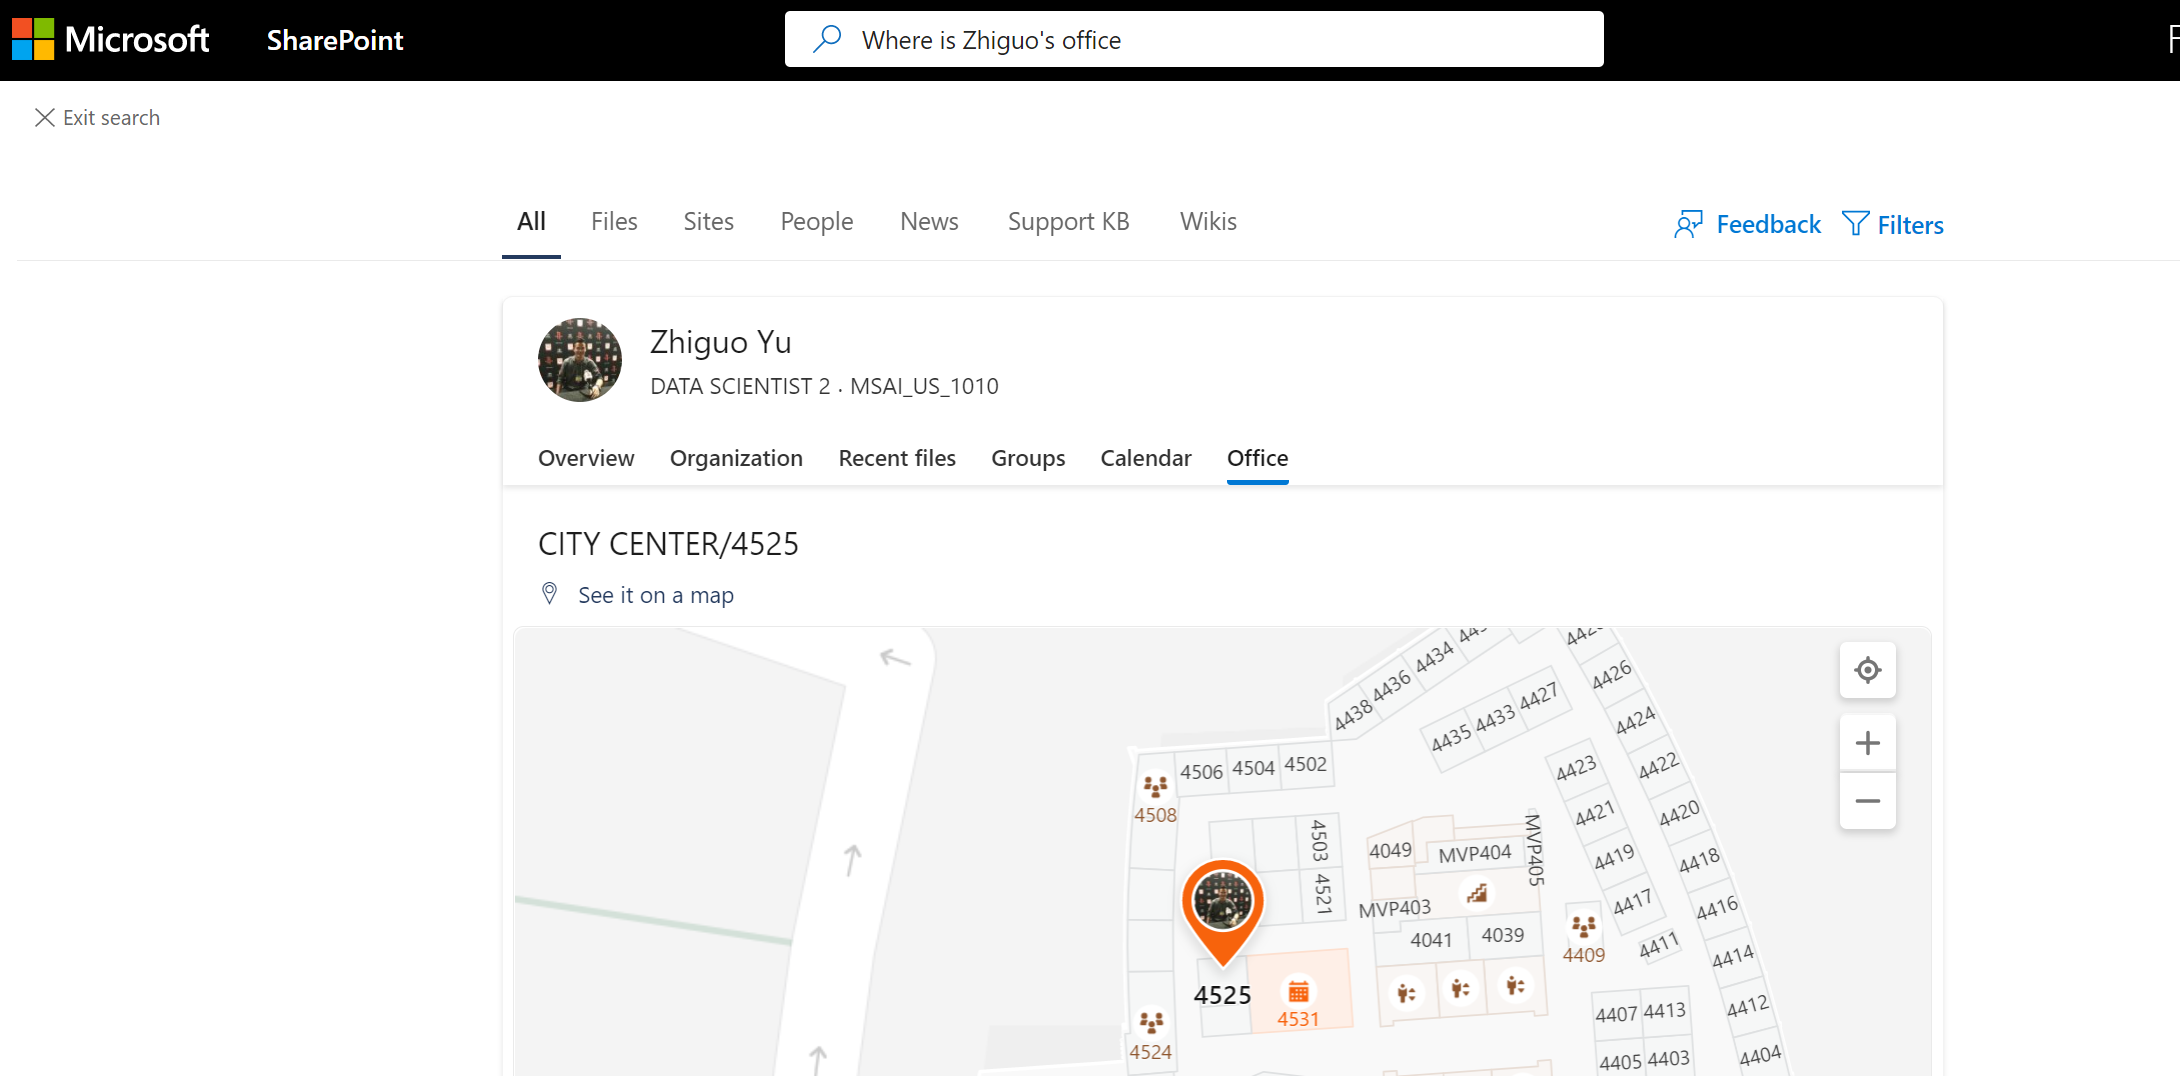 Microsoft SharePoint Where is Zhiguo's office
Exit search
All Files Sites People News Support KB Wikis Feedback Filters
Zhiguo Yu
DATA SCIENTIST 2 · MSAI_US_1010
Overview Organization Recent files Groups Calendar Office
CITY CENTER/4525
See it on a map
4434
4436
4438
4426
4427
4433
4435
4424
4506 4504 4502
4423
4422
4508
4421
4420
4503
4049
MVP404
MVP405
4419
4418
4521
MVP403
4417
4416
4041
4039
4409
4411
4414
4525
4531
4407 4413
4412
4524
4405 4403
4404